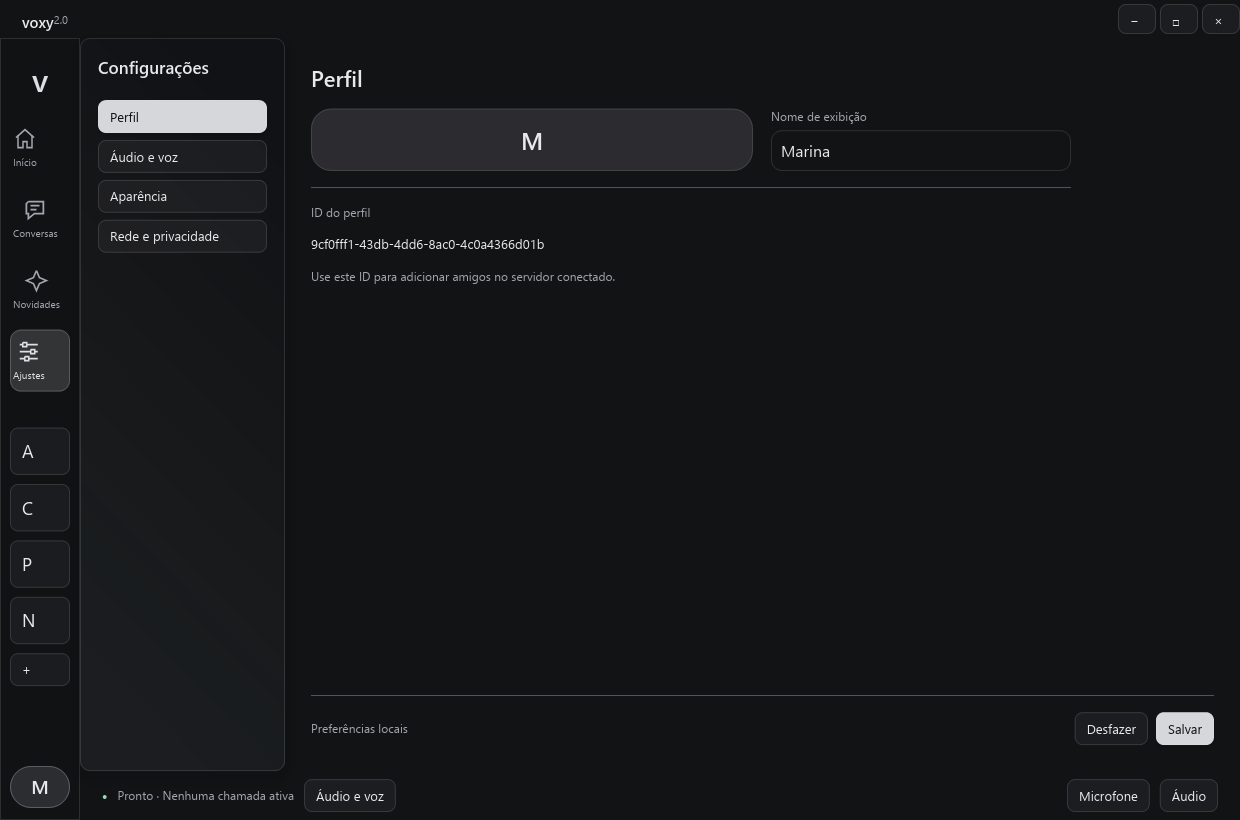 voxy2.0
V
Início
Conversas
Novidades
Ajustes
A
C
P
N
+
M
Configurações
Perfil
Áudio e voz
Aparência
Rede e privacidade
Perfil
M
Nome de exibição
Marina
ID do perfil
9cf0fff1-43db-4dd6-8ac0-4c0a4366d01b
Use este ID para adicionar amigos no servidor conectado.
Preferências locais
Desfazer
Salvar
• Pronto · Nenhuma chamada ativa
Áudio e voz
Microfone
Áudio